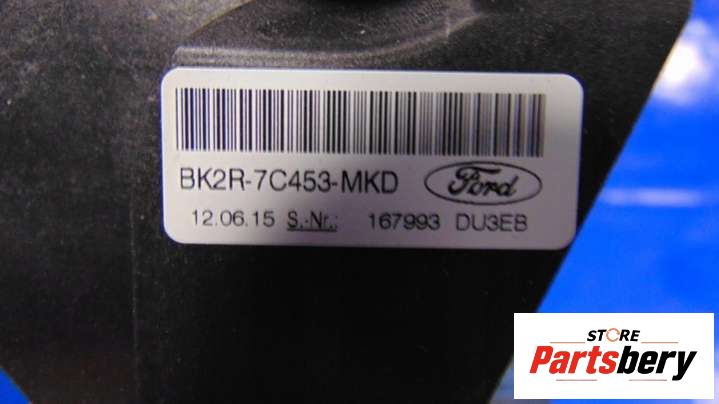 BK2R-7C453-MKD Ford
12.06.15 S.-Nr.: 167993 DU3EB
STORE
Partsbery